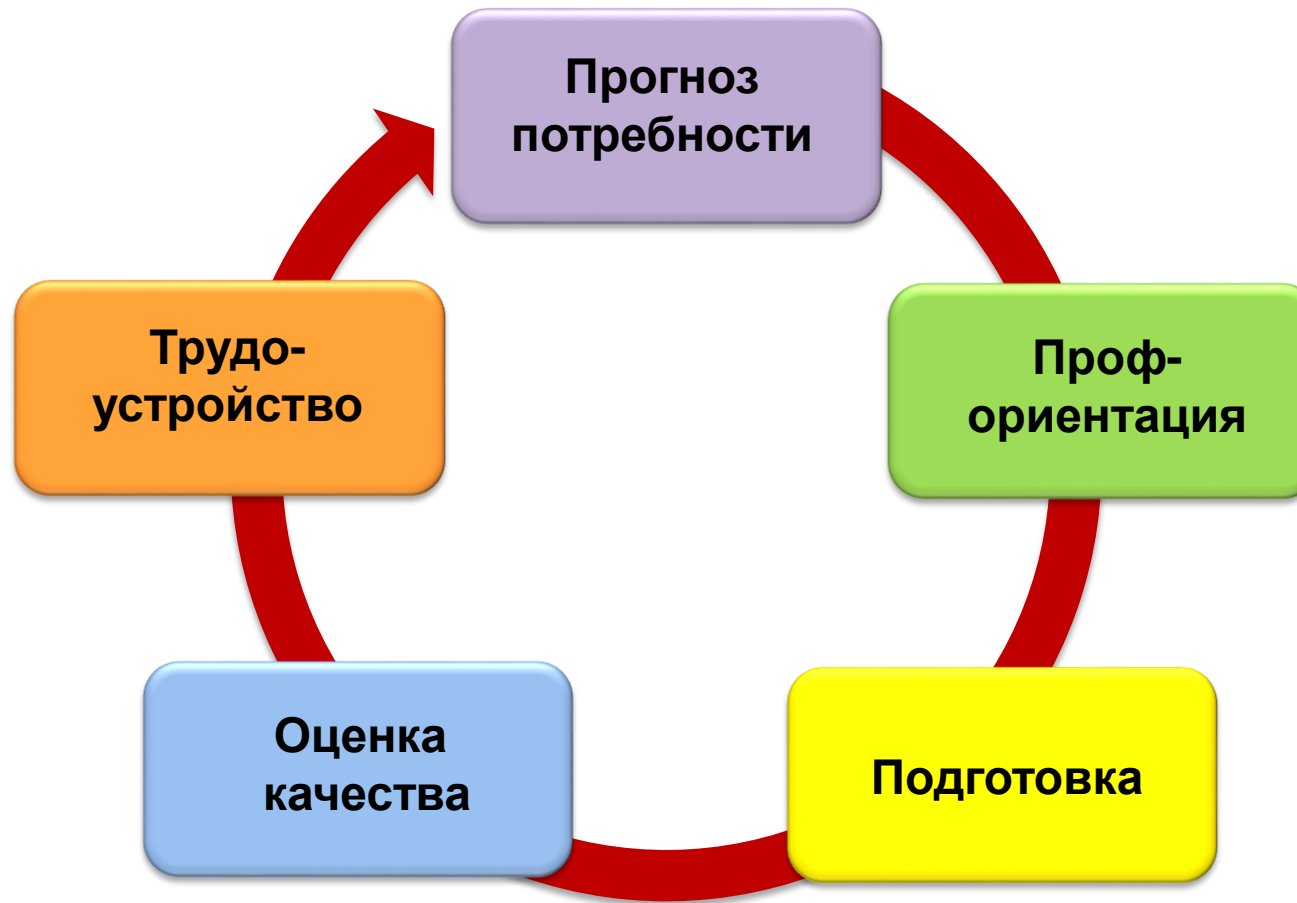 Прогноз
потребности
Проф-
ориентация
Подготовка
Оценка
качества
Трудо-
устройство